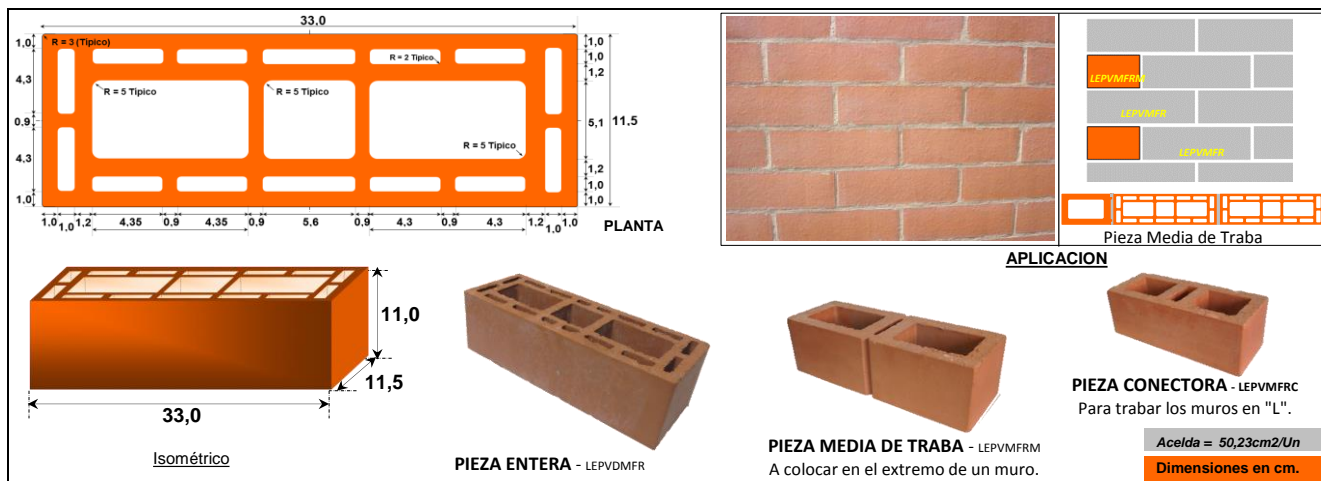 33,0
R = 3 (Tipico)
R = 2 Tipico
R = 5 Tipico
R = 5 Tipico
R = 5 Tipico
1,0
4,3
0,9
4,3
1,0
1,0
1,0
1,2
5,1
11,5
1,2
1,0
1,0
1,0 1,0 1,2 4,35 0,9 4,35 0,9 5,6 0,9 4,3 0,9 4,3 1,2 1,0 1,0
PLANTA
LEPVMFRM
LEPVMFR
LEPVMFR
Pieza Media de Traba
APLICACION
11,0
11,5
33,0
Isométrico
PIEZA ENTERA - LEPVDMFR
PIEZA MEDIA DE TRABA - LEPVMFRM
A colocar en el extremo de un muro.
PIEZA CONECTORA - LEPVMFRC
Para trabar los muros en "L".
Acelda = 50,23cm2/Un
Dimensiones en cm.